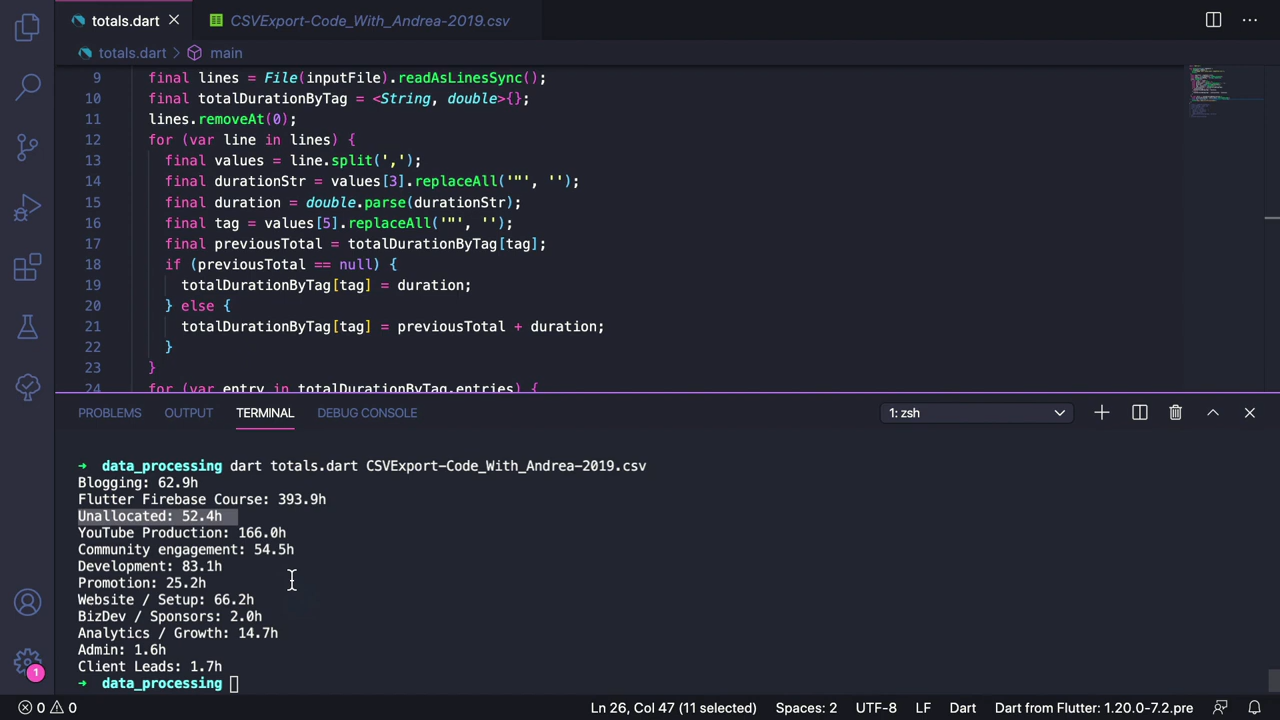 totals.dart
CSVExport-Code_With_Andrea-2019.csv
totals.dart > main
9 final lines = File(inputFile).readAsLinesSync();
10 final totalDurationByTag = <String, double>{};
11 lines.removeAt(0);
12 for (var line in lines) {
13 final values = line.split(',');
14 final durationStr = values[3].replaceAll('"', '');
15 final duration = double.parse(durationStr);
16 final tag = values[5].replaceAll('"', '');
17 final previousTotal = totalDurationByTag[tag];
18 if (previousTotal == null) {
19 totalDurationByTag[tag] = duration;
20 } else {
21 totalDurationByTag[tag] = previousTotal + duration;
22 }
23 }
24 for (var entry in totalDurationByTag.entries) {
PROBLEMS OUTPUT TERMINAL DEBUG CONSOLE 1: zsh
→ data_processing dart totals.dart CSVExport-Code_With_Andrea-2019.csv
Blogging: 62.9h
Flutter Firebase Course: 393.9h
Unallocated: 52.4h
YouTube Production: 166.0h
Community engagement: 54.5h
Development: 83.1h
Promotion: 25.2h
Website / Setup: 66.2h
BizDev / Sponsors: 2.0h
Analytics / Growth: 14.7h
Admin: 1.6h
Client Leads: 1.7h
→ data_processing
1
0 0 Ln 26, Col 47 (11 selected) Spaces: 2 UTF-8 LF Dart Dart from Flutter: 1.20.0-7.2.pre